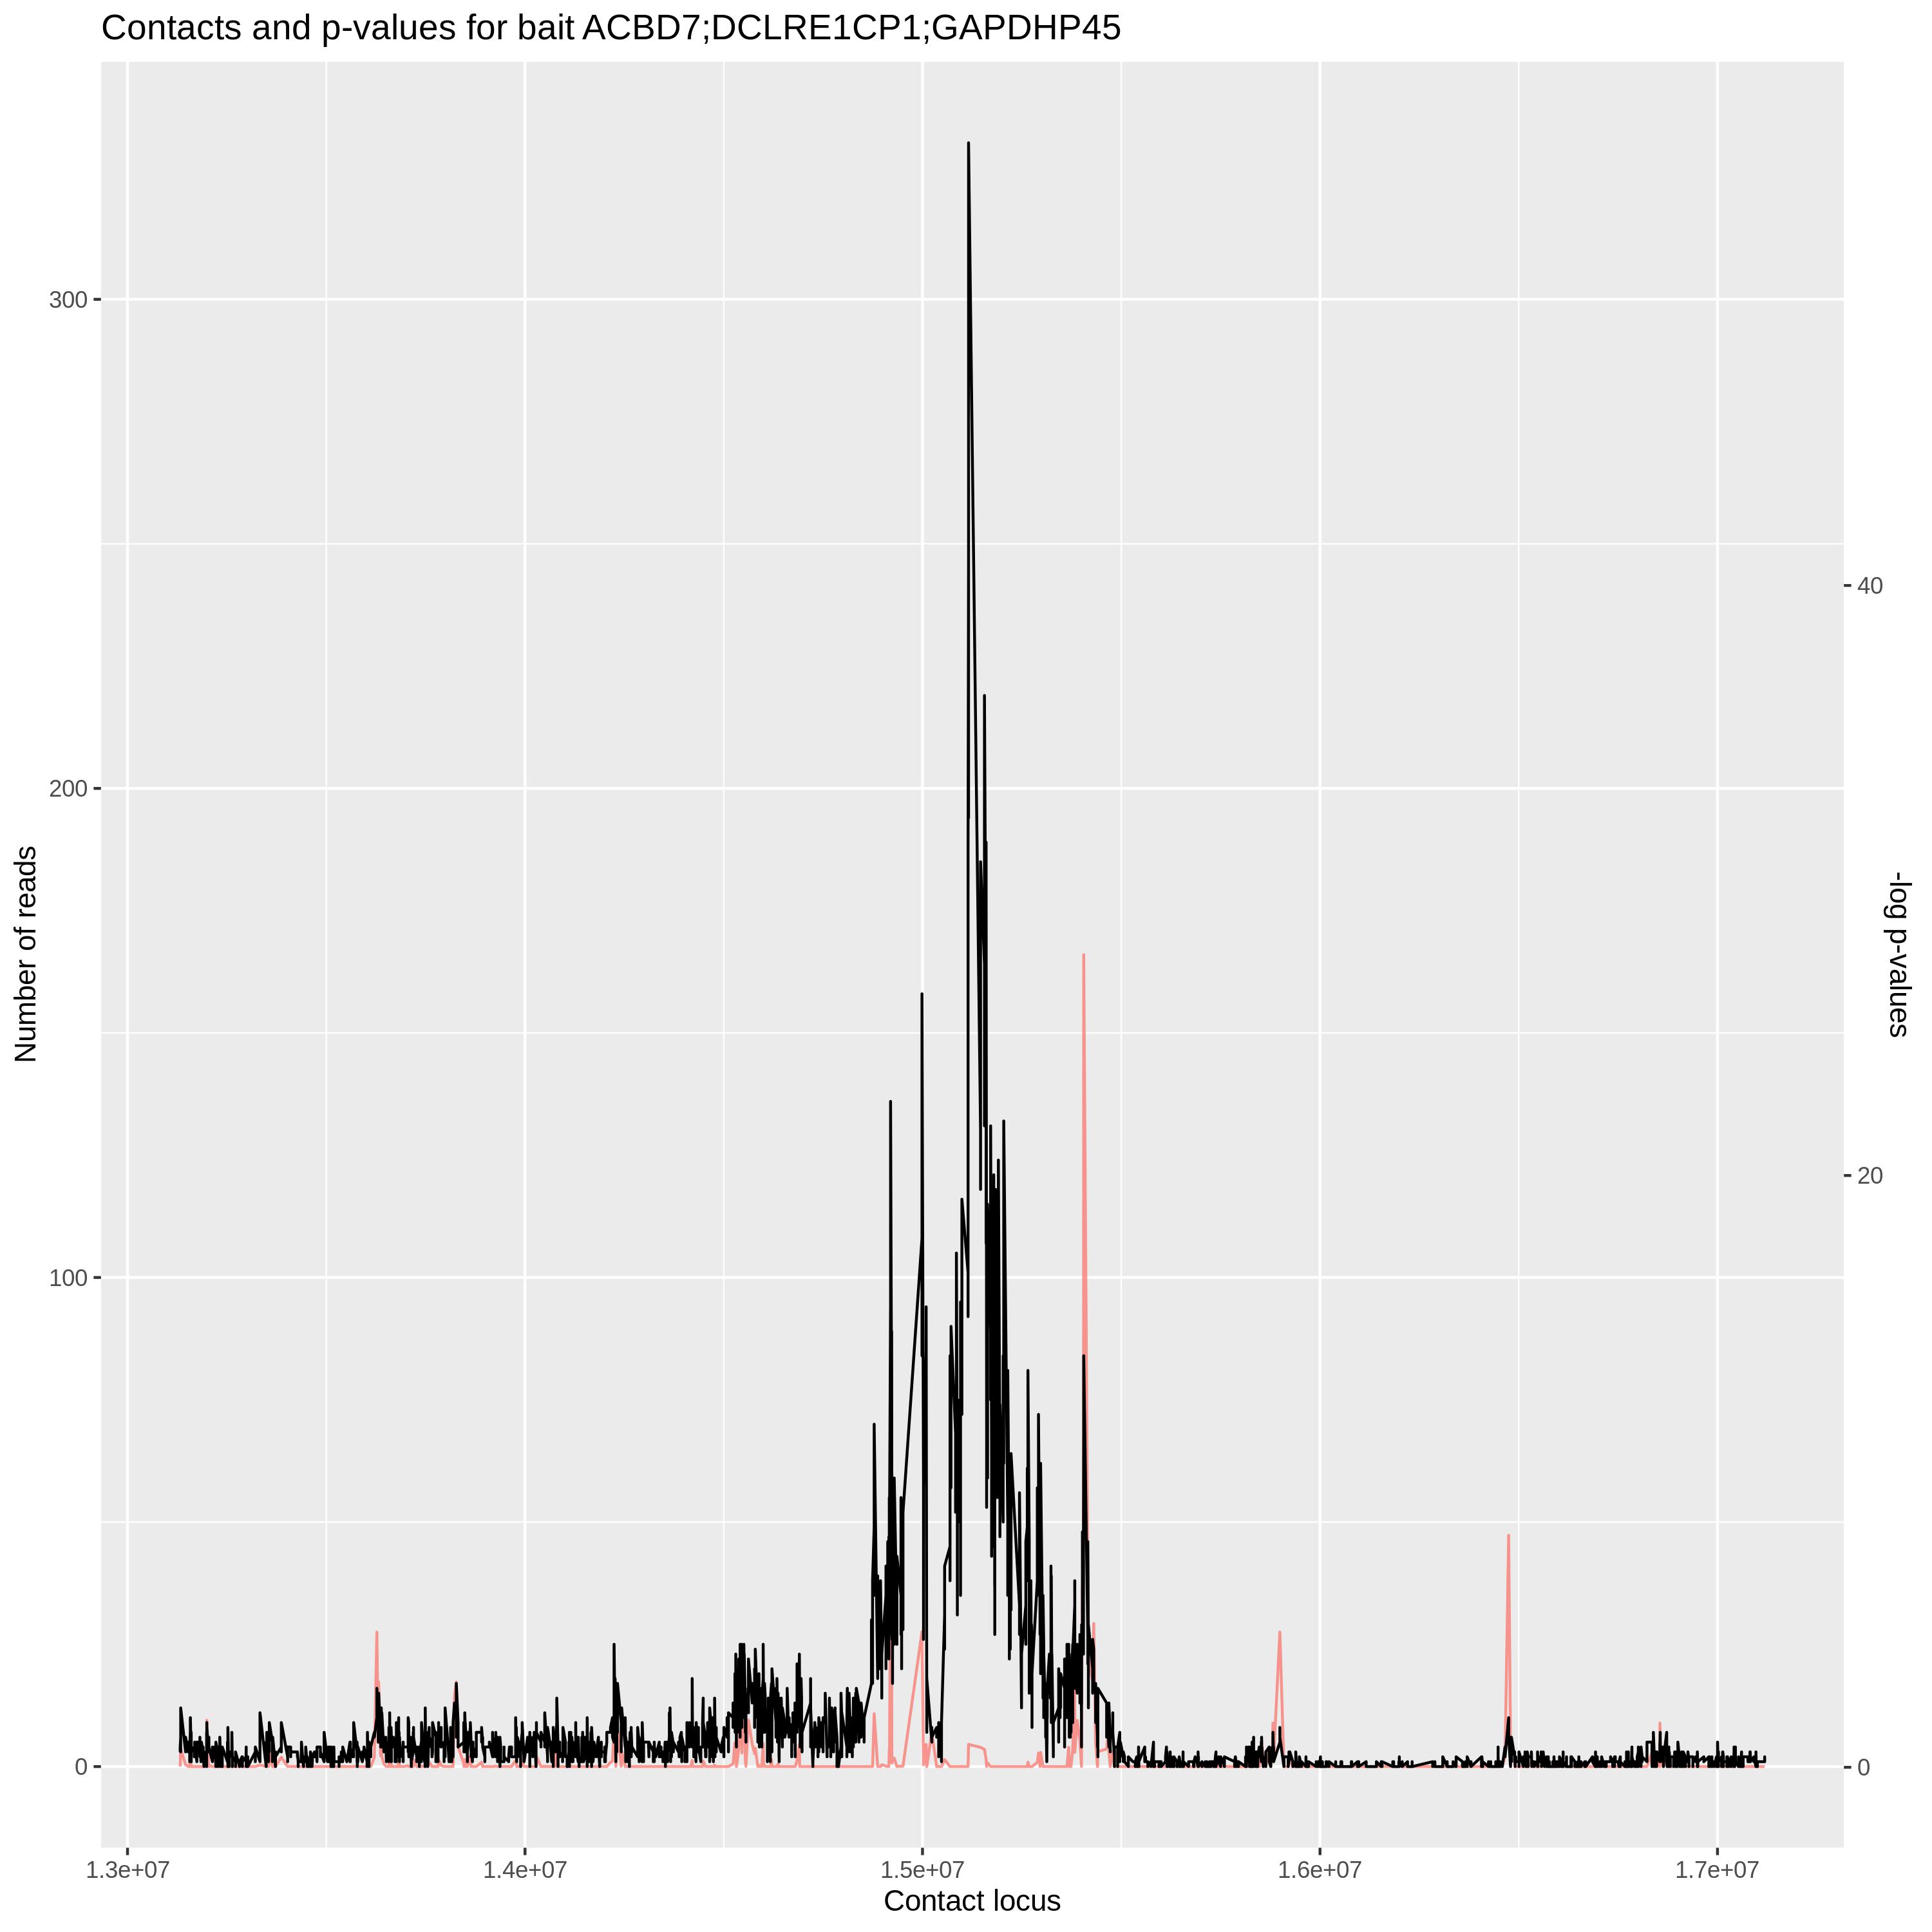 Contacts and p-values for bait ACBD7;DCLRE1CP1;GAPDHP45
300
200
100
0
Number of reads
40
20
0
-log p-values
1.3e+07
1.4e+07
1.5e+07
1.6e+07
1.7e+07
Contact locus